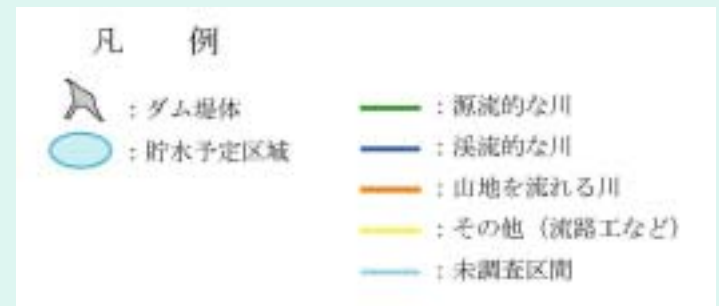 凡　例
：ダム堤体
：貯水予定区域
：源流的な川
：渓流的な川
：山地を流れる川
：その他（流路工など）
：未調査区間